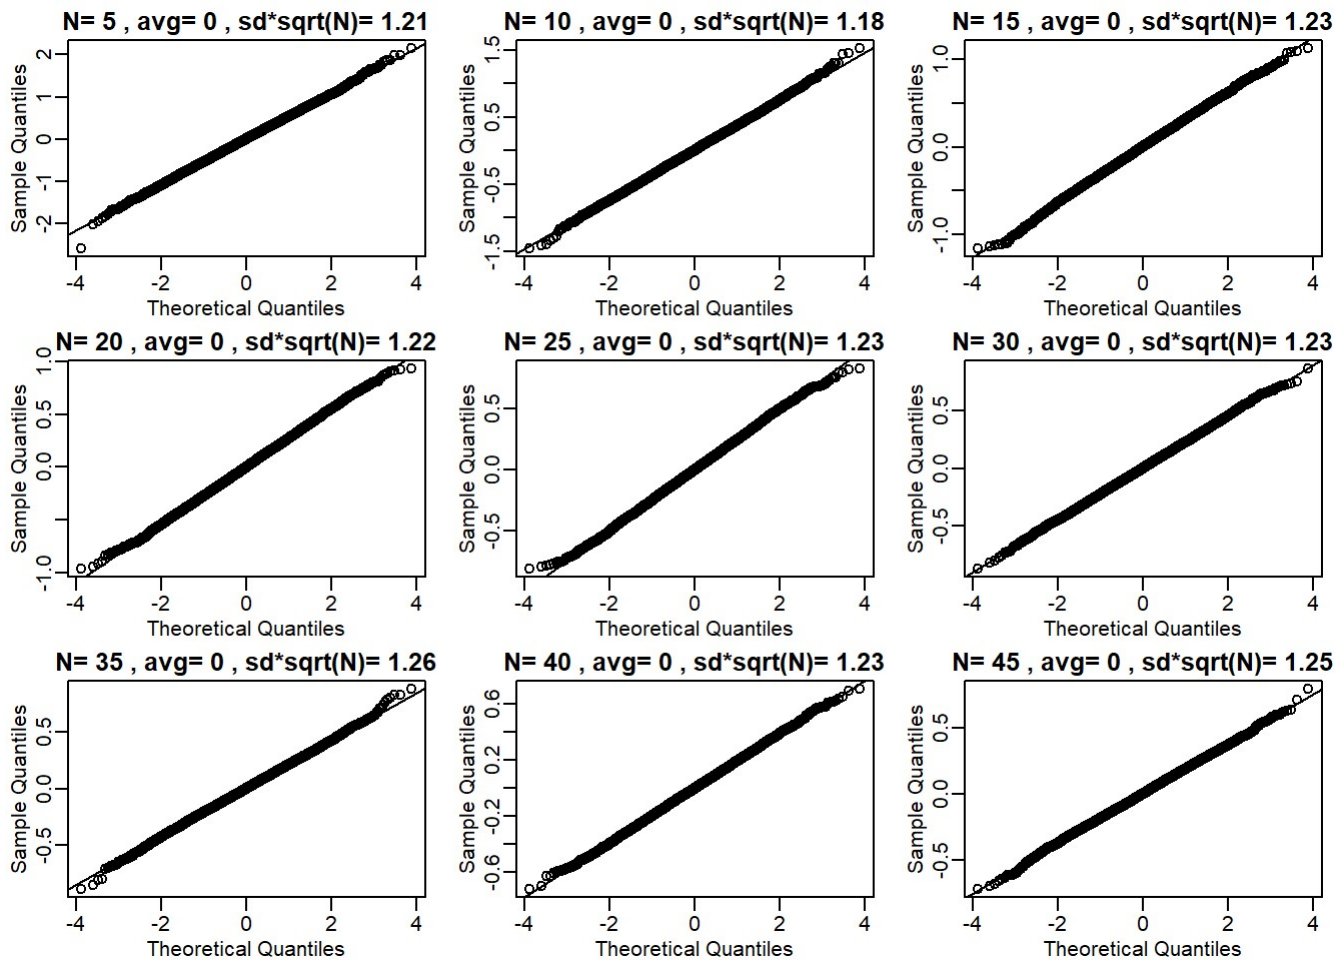 N= 5 , avg= 0 , sd*sqrt(N)= 1.21
Sample Quantiles
2
1
0
-1
-2
-4 -2 0 2 4
Theoretical Quantiles
N= 10 , avg= 0 , sd*sqrt(N)= 1.18
Sample Quantiles
1.5
0.5
-0.5
-1.5
-4 -2 0 2 4
Theoretical Quantiles
N= 15 , avg= 0 , sd*sqrt(N)= 1.23
Sample Quantiles
1.0
0.0
-1.0
-4 -2 0 2 4
Theoretical Quantiles
N= 20 , avg= 0 , sd*sqrt(N)= 1.22
Sample Quantiles
1.0
0.5
0.0
-1.0
-4 -2 0 2 4
Theoretical Quantiles
N= 25 , avg= 0 , sd*sqrt(N)= 1.23
Sample Quantiles
0.5
0.0
-0.5
-4 -2 0 2 4
Theoretical Quantiles
N= 30 , avg= 0 , sd*sqrt(N)= 1.23
Sample Quantiles
0.5
0.0
-0.5
-4 -2 0 2 4
Theoretical Quantiles
N= 35 , avg= 0 , sd*sqrt(N)= 1.26
Sample Quantiles
0.5
0.0
-0.5
-4 -2 0 2 4
Theoretical Quantiles
N= 40 , avg= 0 , sd*sqrt(N)= 1.23
Sample Quantiles
0.6
0.2
-0.2
-0.6
-4 -2 0 2 4
Theoretical Quantiles
N= 45 , avg= 0 , sd*sqrt(N)= 1.25
Sample Quantiles
0.5
0.0
-0.5
-4 -2 0 2 4
Theoretical Quantiles